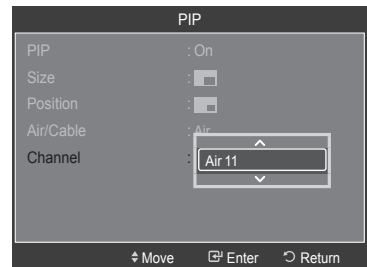 PIP
PIP : On
Size :
Position :
Air/Cable : Air
Channel : Air 11
Move Enter Return